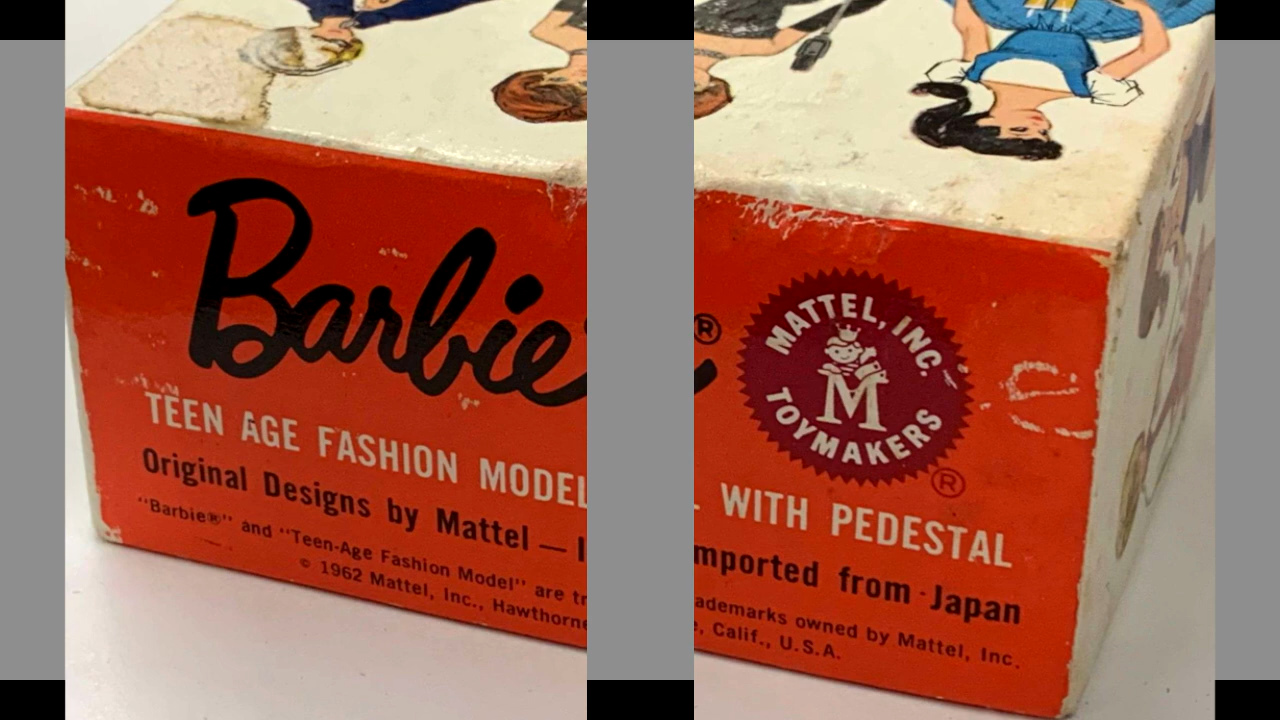 Barbie
TEEN AGE FASHION MODEL
Original Designs by Mattel — I
"Barbie®" and "Teen-Age Fashion Model" are tr
© 1962 Mattel, Inc., Hawthorne
®
MATTEL, INC.
M
TOYMAKERS
®
WITH PEDESTAL
mported from Japan
ademarks owned by Mattel, Inc.
, Calif., U.S.A.